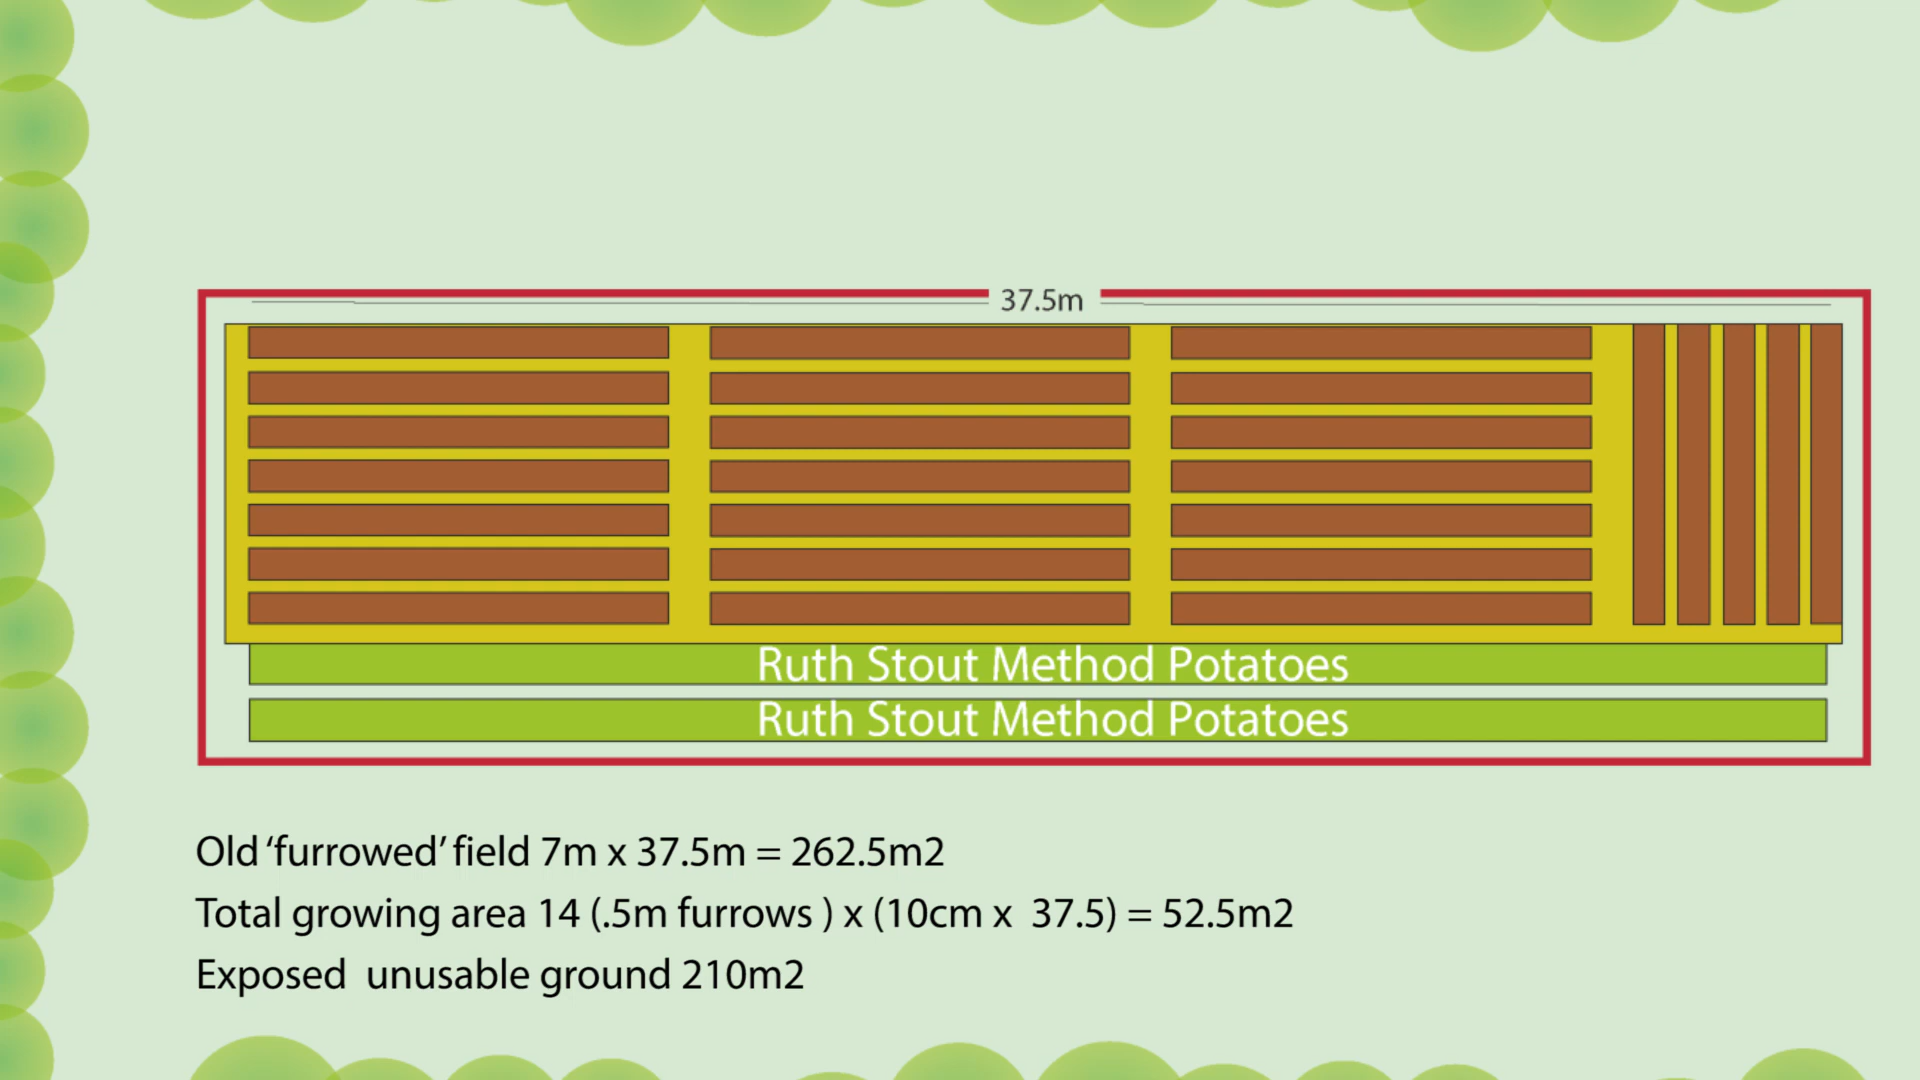 37.5m
Ruth Stout Method Potatoes
Ruth Stout Method Potatoes
Old ‘furrowed’ field 7m x 37.5m = 262.5m2
Total growing area 14 (.5m furrows ) x (10cm x  37.5) = 52.5m2
Exposed  unusable ground 210m2